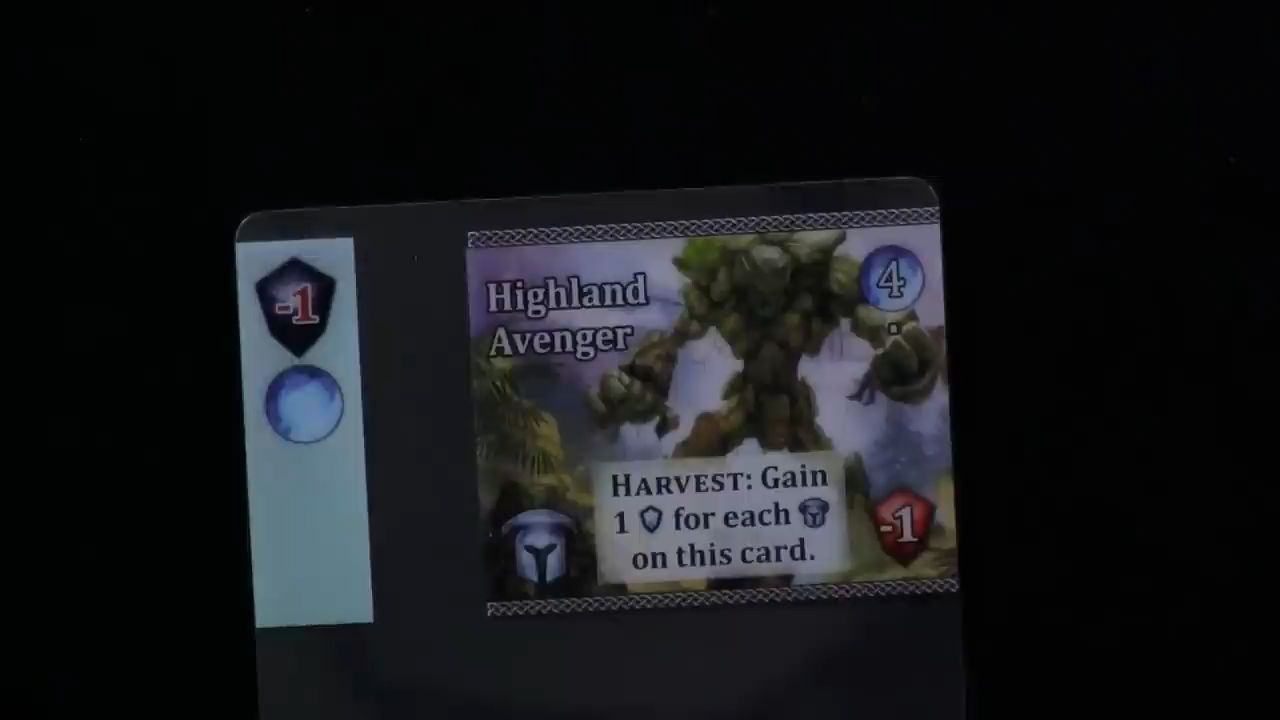 -1
Highland
Avenger
4
HARVEST: Gain
1 for each
on this card.
-1